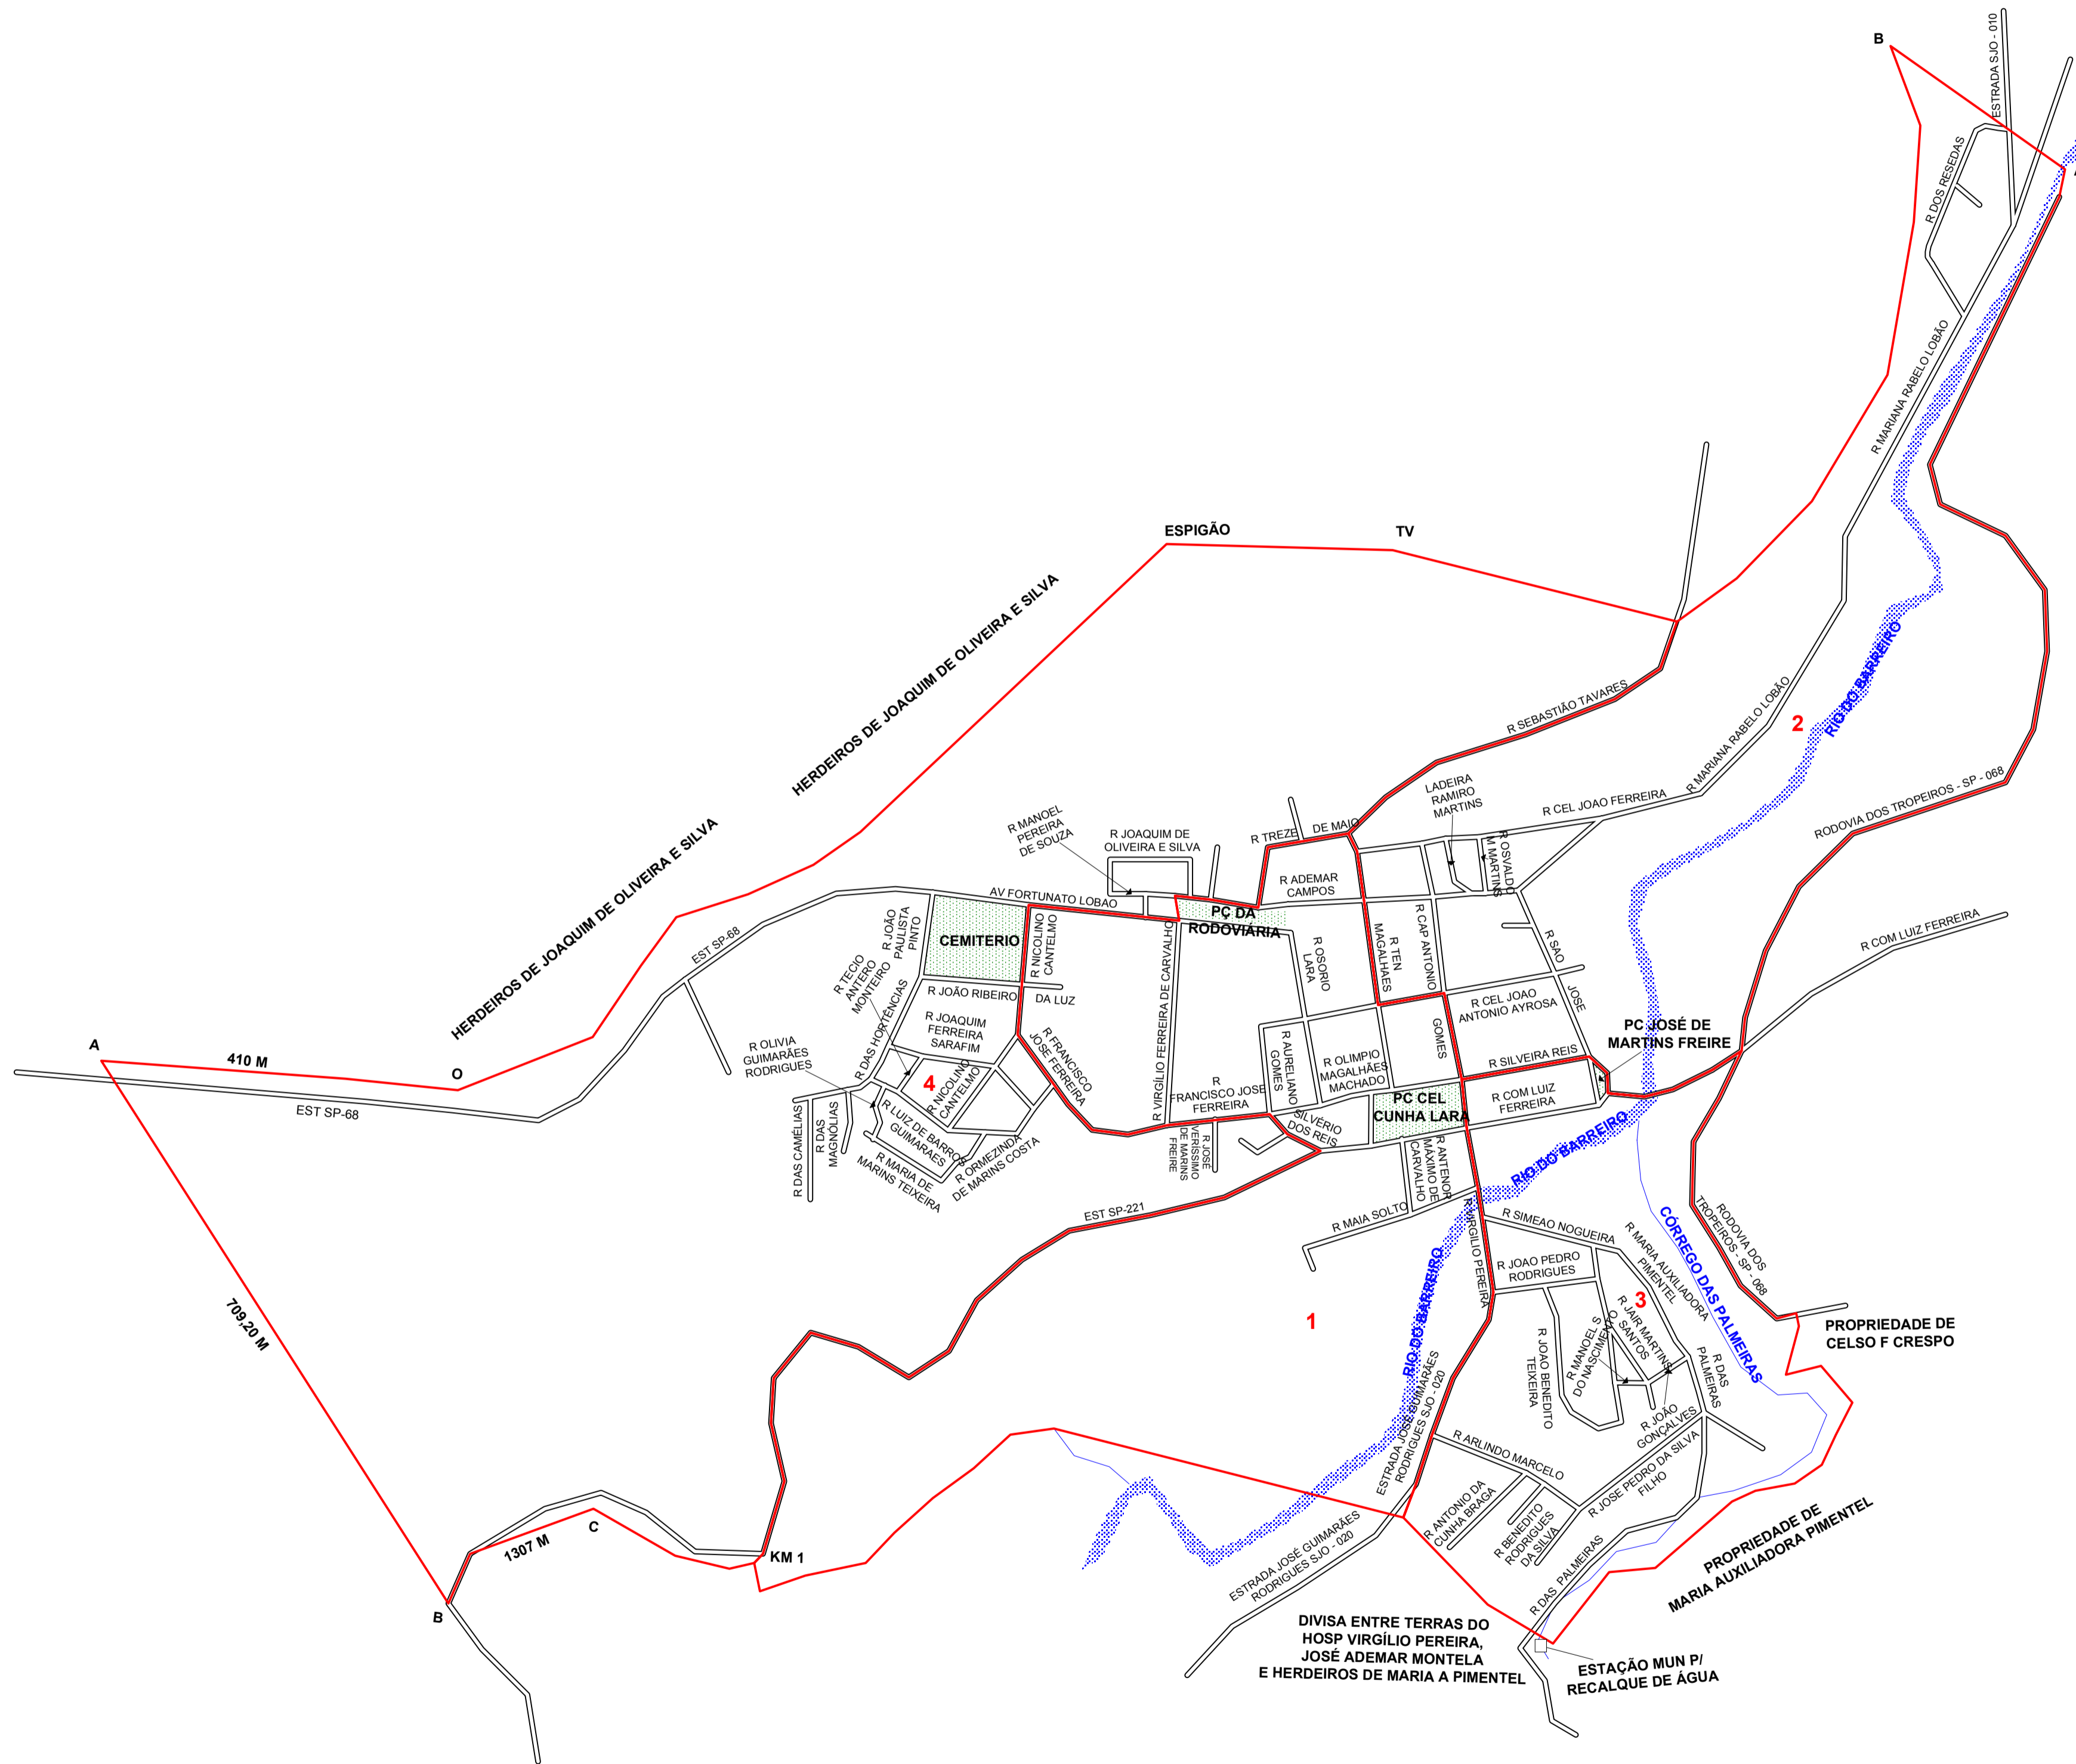 B
ESTRADA SJO - 010
R DOS RESEDAS
R MARIANA RABELO LOBÃO
ESPIGÃO
TV
HERDEIROS DE JOAQUIM DE OLIVEIRA E SILVA
HERDEIROS DE JOAQUIM DE OLIVEIRA E SILVA
RIO DO BARREIRO
2
R SEBASTIÃO TAVARES
R MARIANA RABELO LOBÃO
RODOVIA DOS TROPEIROS - SP - 068
LADEIRA
RAMIRO
MARTINS
R CEL JOAO FERREIRA
R OSVALDO
M MARTINS
R MANOEL
PEREIRA
DE SOUZA
R JOAQUIM DE
OLIVEIRA E SILVA
R TREZE
DE MAIO
R ADEMAR
CAMPOS
AV FORTUNATO LOBAO
PÇ DA
RODOVIÁRIA
CEMITERIO
R NICOLINO
CANTELMO
R JOÃO
PAULISTA
PINTO
EST SP-68
R TECIO
ANTERO
MONTEIRO
R DAS HORTÊNCIAS
R JOÃO RIBEIRO
DA LUZ
R VIRGÍLIO FERREIRA DE CARVALHO
R OSORIO
LARA
R TEN
MAGALHAES
R CAP ANTONIO
GOMES
R SAO
JOSE
R CEL JOAO
ANTONIO AYROSA
R COM LUIZ FERREIRA
PC JOSÉ DE
MARTINS FREIRE
R SILVEIRA REIS
R COM LUIZ
FERREIRA
R JOAQUIM
FERREIRA
SARAFIM
R FRANCISCO
JOSE FERREIRA
R OLIVIA
GUIMARÃES
RODRIGUES
4
R NICOLINO
CANTELMO
R AURELIANO
GOMES
R OLIMPIO
MAGALHÃES
MACHADO
R
FRANCISCO JOSE
FERREIRA
PC CEL
CUNHA LARA
SILVÉRIO
DOS REIS
A
410 M
O
EST SP-68
R DAS CAMÉLIAS
R DAS
MAGNÓLIAS
R LUIZ DE BARROS
GUIMARAES
R MARIA DE
MARINS TEIXEIRA
R ORMEZINDA
DE MARINS COSTA
R JOSÉ
VERÍSSIMO
DE MARINS
FREIRE
R ANTENOR
MÁXIMO DE
CARVALHO
RIO DO BARREIRO
R MAIA SOLTO
EST SP-221
R VIRGILIO PEREIRA
R SIMEAO NOGUEIRA
R MARIA AUXILIADORA
PIMENTEL
CÓRREGO DAS PALMEIRAS
RODOVIA DOS
TROPEIROS - SP - 068
R JOAO PEDRO
RODRIGUES
RIO DO BARREIRO
1
3
R JAIR MARTINS
SANTOS
R MANOEL S
DO NASCIMENTO
R JOAO BENEDITO
TEIXEIRA
R DAS
PALMEIRAS
PROPRIEDADE DE
CELSO F CRESPO
709,20 M
ESTRADA JOSÉ GUIMARÃES
RODRIGUES SJO - 020
R JOÃO
GONÇALVES
R ARLINDO MARCELO
R JOSE PEDRO DA SILVA
FILHO
R ANTONIO DA
CUNHA BRAGA
R BENEDITO
RODRIGUES
DA SILVA
C
1307 M
KM 1
B
ESTRADA JOSÉ GUIMARÃES
RODRIGUES SJO - 020
R DAS PALMEIRAS
PROPRIEDADE DE
MARIA AUXILIADORA PIMENTEL
DIVISA ENTRE TERRAS DO
HOSP VIRGÍLIO PEREIRA,
JOSÉ ADEMAR MONTELA
E HERDEIROS DE MARIA A PIMENTEL
ESTAÇÃO MUN P/
RECALQUE DE ÁGUA